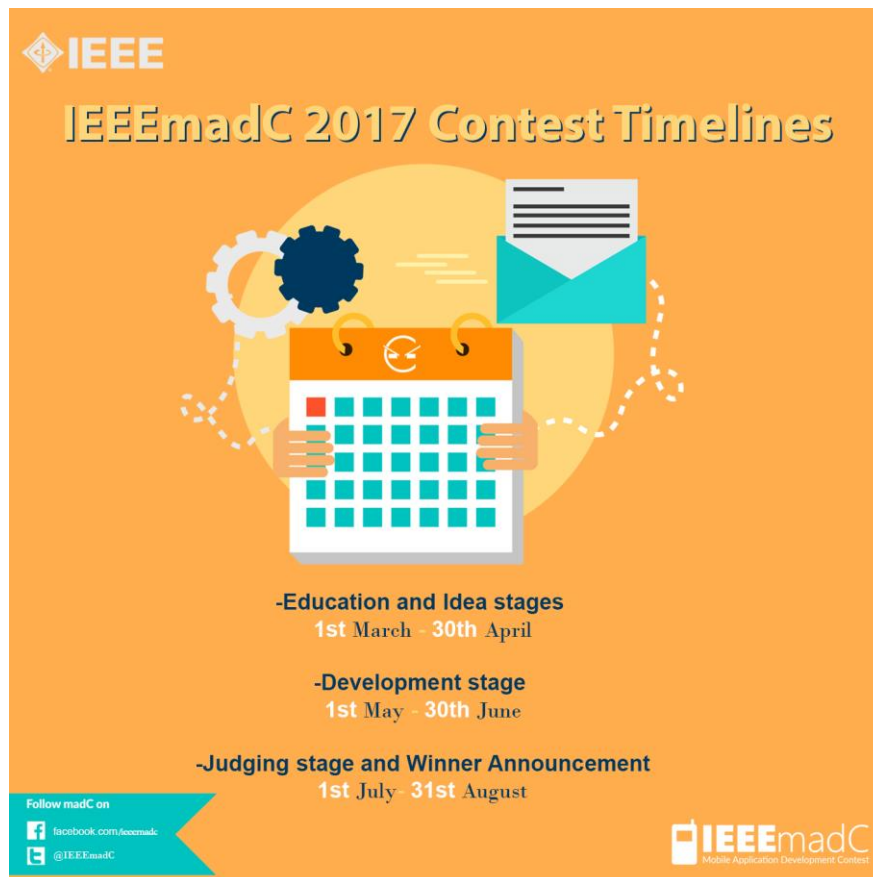 IEEE
IEEEmadC 2017 Contest Timelines
-Education and Idea stages
1st March - 30th April
-Development stage
1st May - 30th June
-Judging stage and Winner Announcement
1st July- 31st August
Follow madC on
facebook.com/ieeemadc
@IEEEmadC
IEEEmadC
Mobile Application Development Contest